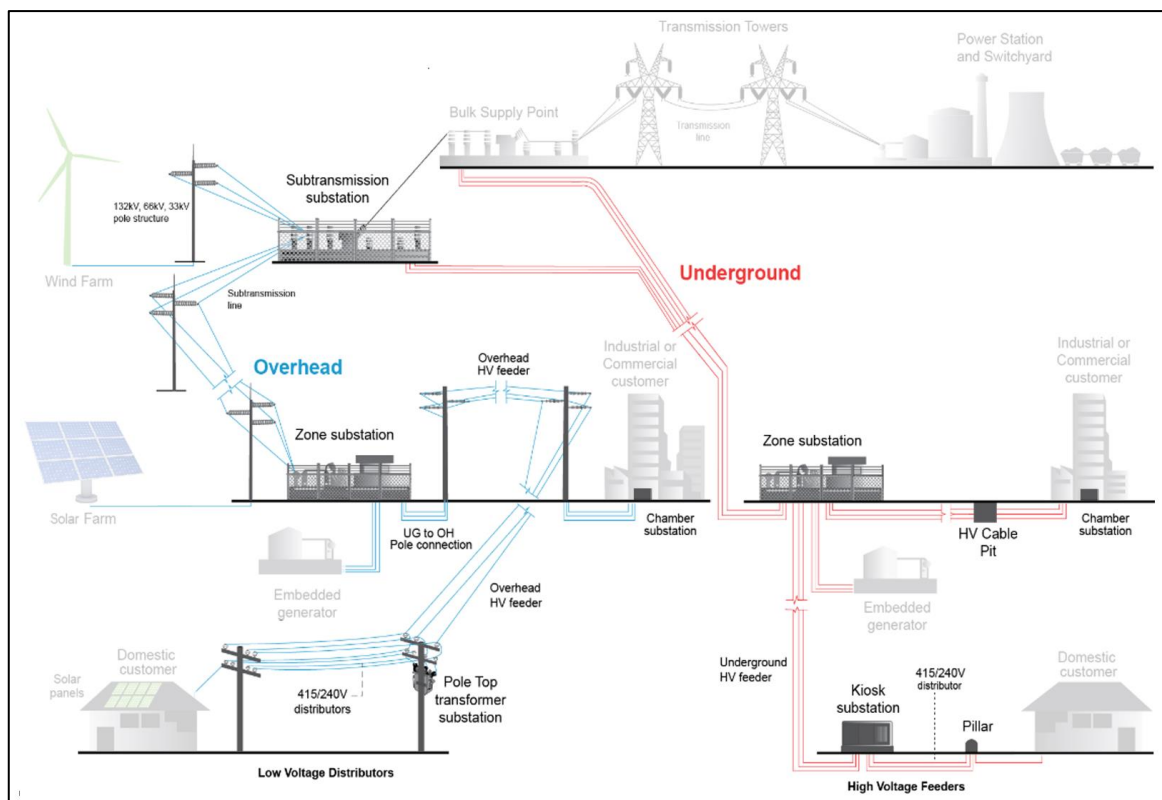 Transmission Towers
Power Station
and Switchyard
Bulk Supply Point
Transmission
line
Subtransmission
substation
132kV, 66kV, 33kV
pole structure
Wind Farm
Underground
Subtransmission
line
Overhead
Overhead
HV feeder
Industrial or
Commercial
customer
Industrial or
Commercial
customer
Zone substation
Zone substation
Solar Farm
UG to OH
Pole connection
Chamber
substation
HV Cable
Pit
Chamber
substation
Embedded
generator
Overhead
HV feeder
Embedded
generator
Domestic
customer
Solar
panels
415/240V
distributors
Pole Top
transformer
substation
Underground
HV feeder
Kiosk
substation
415/240V
distributor
Pillar
Domestic
customer
Low Voltage Distributors
High Voltage Feeders